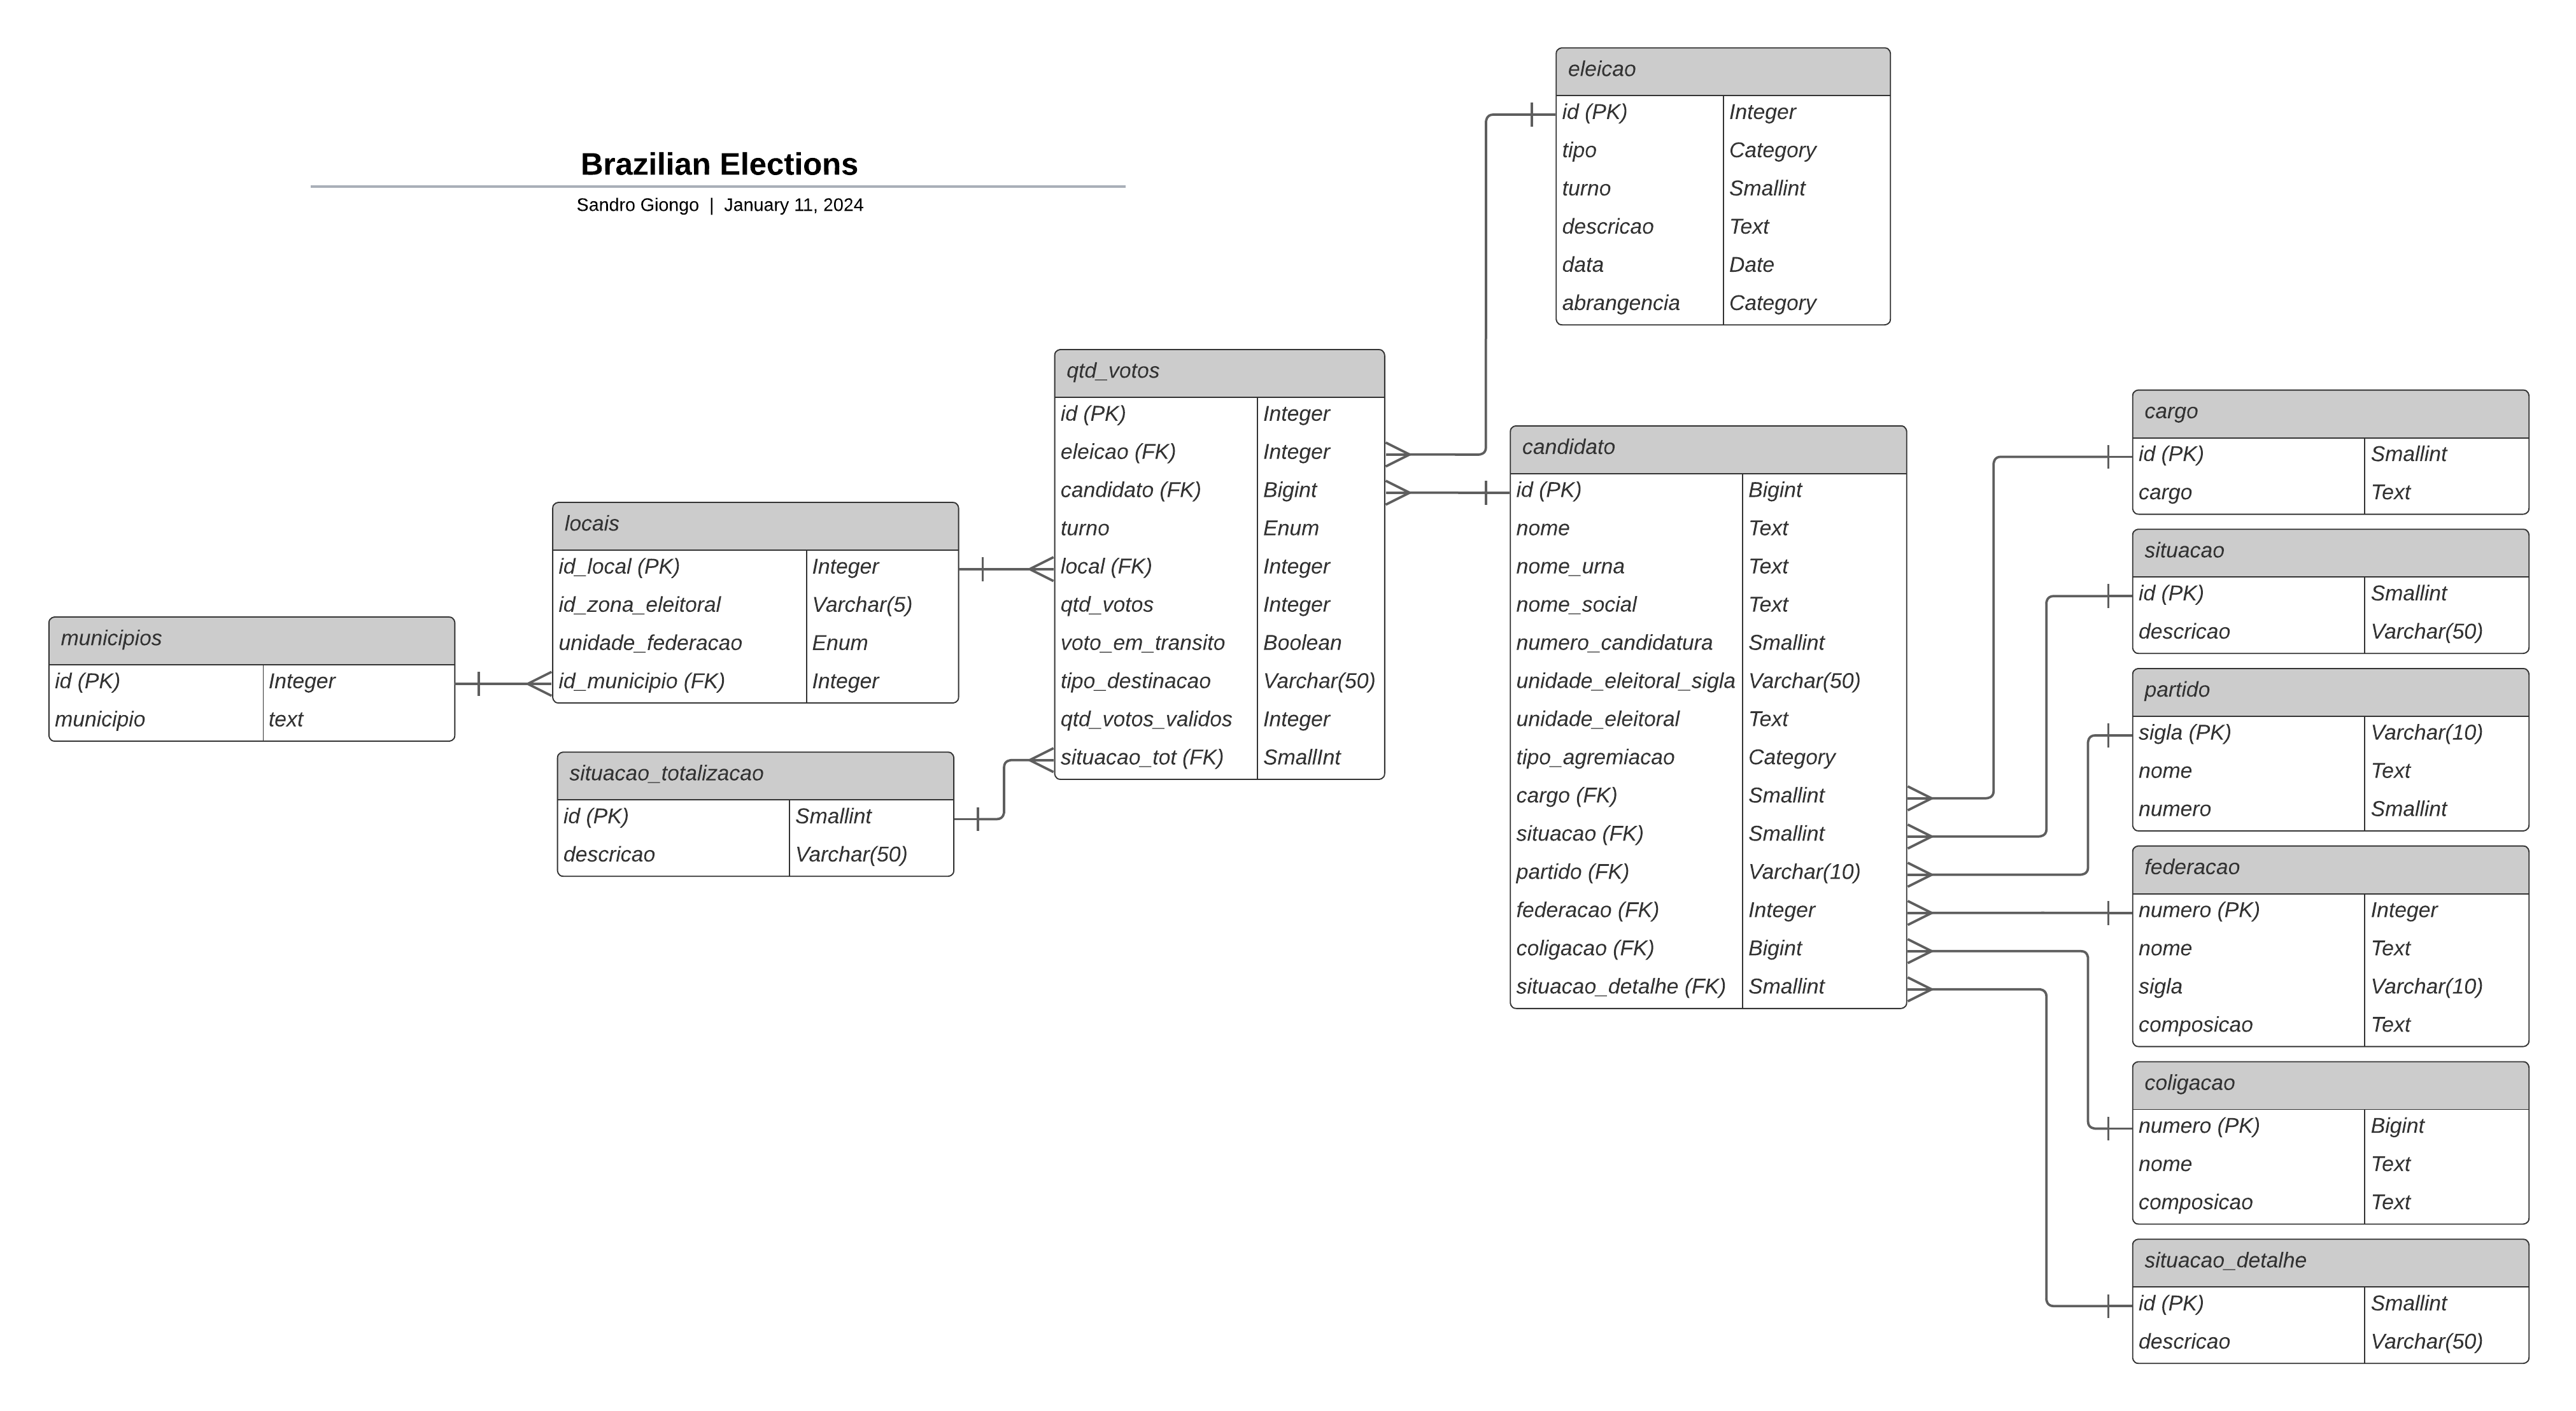 Brazilian Elections
Sandro Giongo | January 11, 2024
eleicao
id (PK) Integer
tipo Category
turno Smallint
descricao Text
data Date
abrangencia Category
qtd_votos
id (PK) Integer
eleicao (FK) Integer
candidato (FK) Bigint
turno Enum
local (FK) Integer
qtd_votos Integer
voto_em_transito Boolean
tipo_destinacao Varchar(50)
qtd_votos_validos Integer
situacao_tot (FK) SmallInt
locais
id_local (PK) Integer
id_zona_eleitoral Varchar(5)
unidade_federacao Enum
id_municipio (FK) Integer
municipios
id (PK) Integer
municipio text
situacao_totalizacao
id (PK) Smallint
descricao Varchar(50)
candidato
id (PK) Bigint
nome Text
nome_urna Text
nome_social Text
numero_candidatura Smallint
unidade_eleitoral_sigla Varchar(50)
unidade_eleitoral Text
tipo_agremiacao Category
cargo (FK) Smallint
situacao (FK) Smallint
partido (FK) Varchar(10)
federacao (FK) Integer
coligacao (FK) Bigint
situacao_detalhe (FK) Smallint
cargo
id (PK) Smallint
cargo Text
situacao
id (PK) Smallint
descricao Varchar(50)
partido
sigla (PK) Varchar(10)
nome Text
numero Smallint
federacao
numero (PK) Integer
nome Text
sigla Varchar(10)
composicao Text
coligacao
numero (PK) Bigint
nome Text
composicao Text
situacao_detalhe
id (PK) Smallint
descricao Varchar(50)